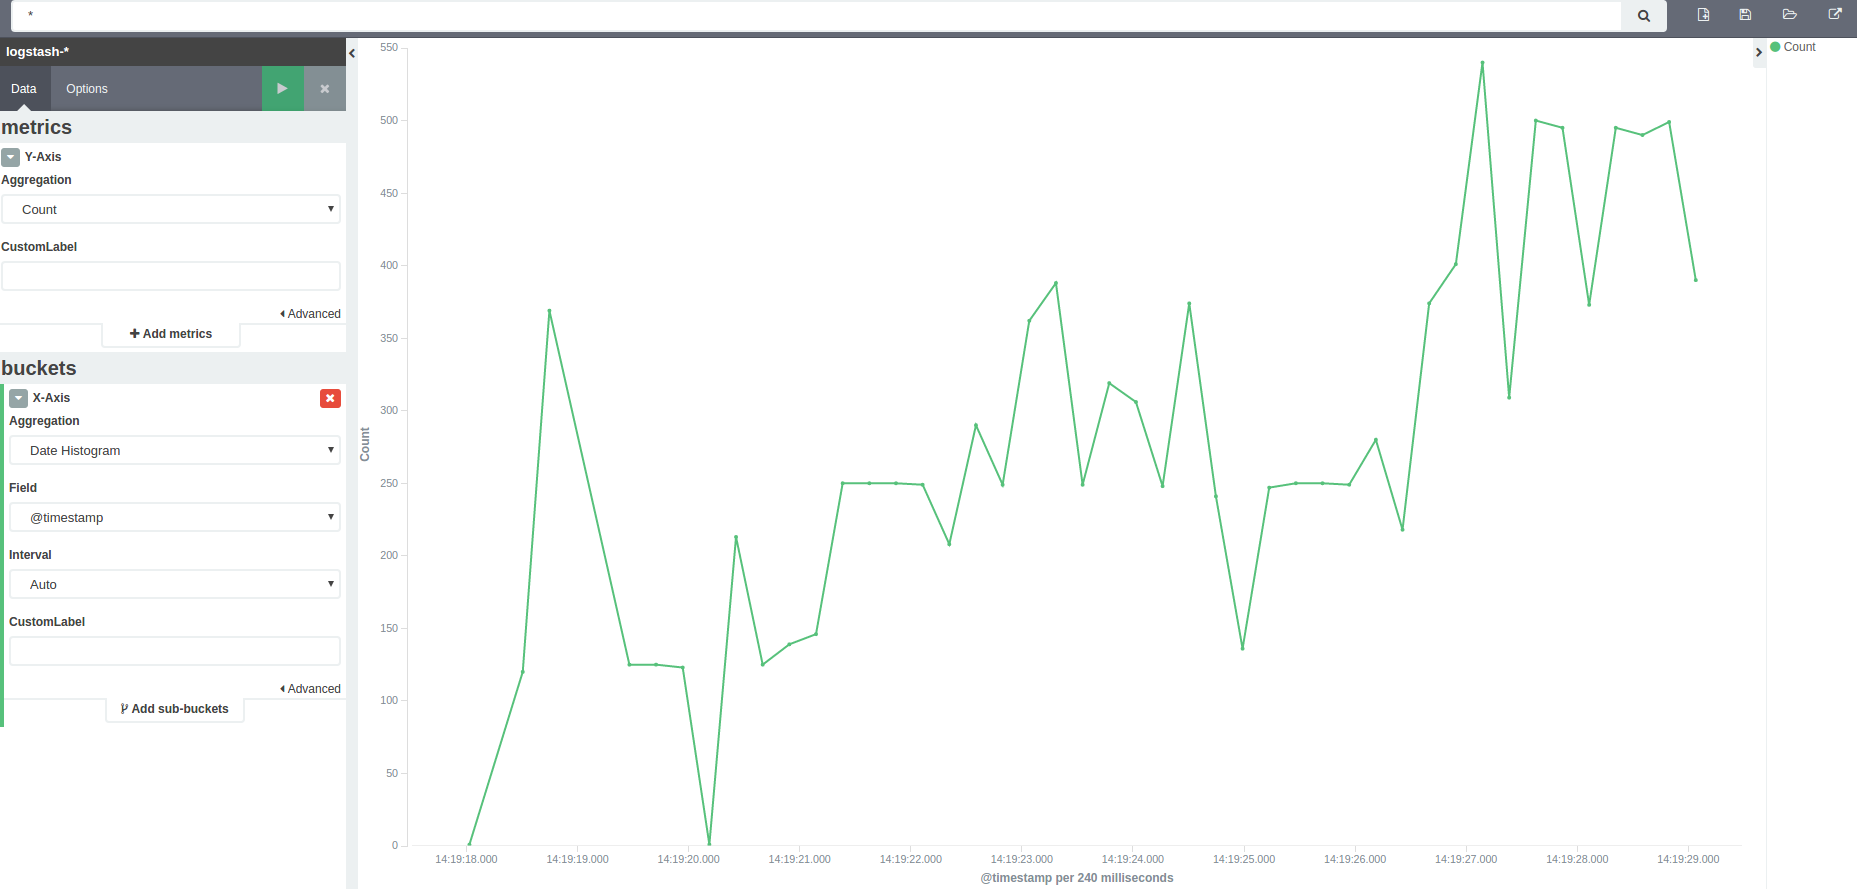 *
logstash-*
Data
Options
metrics
Y-Axis
Aggregation
Count
CustomLabel
Advanced
Add metrics
buckets
X-Axis
Aggregation
Date Histogram
Field
@timestamp
Interval
Auto
CustomLabel
Advanced
Add sub-buckets
Count
550
500
450
400
350
300
250
200
150
100
50
0
14:19:18.000 14:19:19.000 14:19:20.000 14:19:21.000 14:19:22.000 14:19:23.000 14:19:24.000 14:19:25.000 14:19:26.000 14:19:27.000 14:19:28.000 14:19:29.000
@timestamp per 240 milliseconds
Count